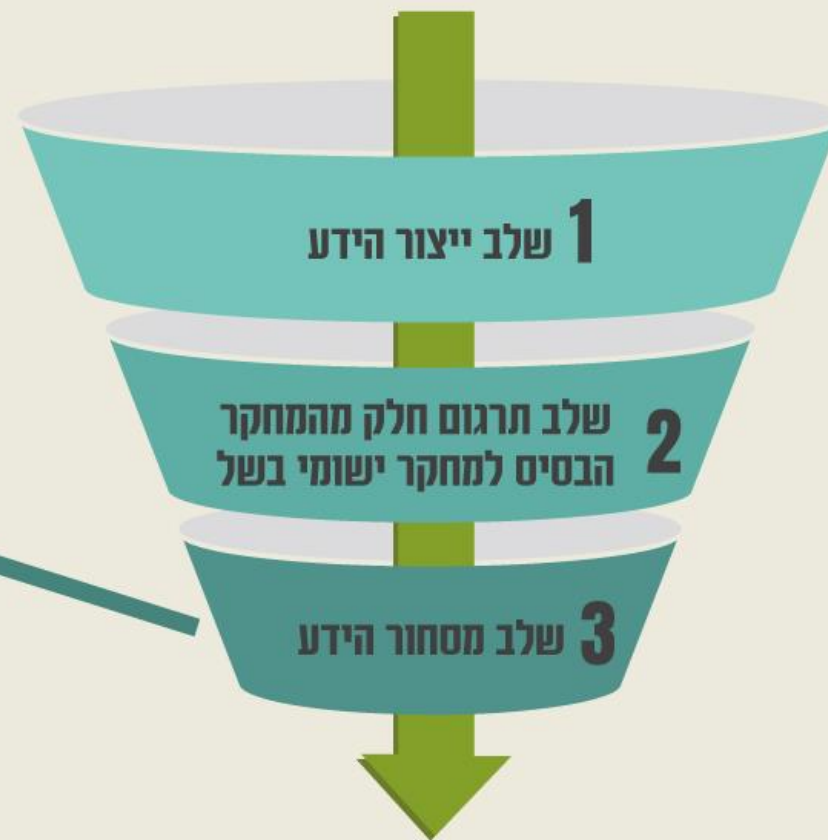 1 שלב ייצור הידע
2 שלב תרגום חלק מהמחקר
הבסיס למחקר ישומי בשל
3 שלב מסחור הידע